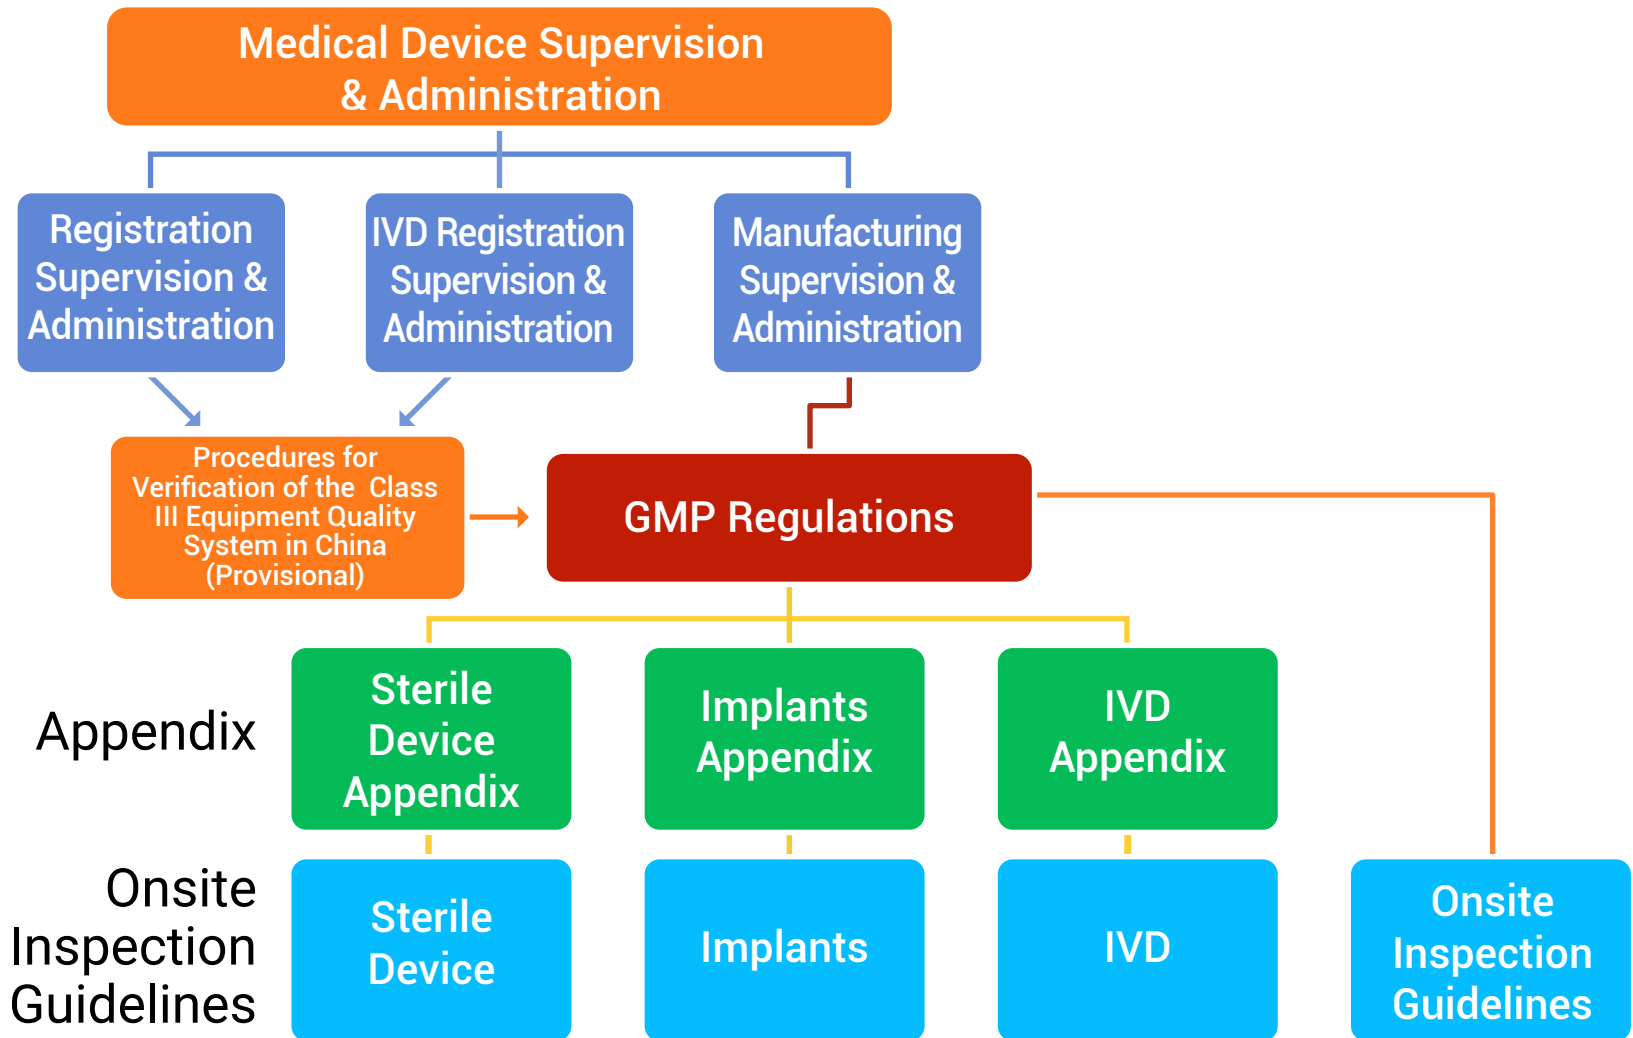 Medical Device Supervision
& Administration
Registration
Supervision &
Administration
IVD Registration
Supervision &
Administration
Manufacturing
Supervision &
Administration
Procedures for
Verification of the Class
III Equipment Quality
System in China
(Provisional)
GMP Regulations
Appendix
Sterile
Device
Appendix
Implants
Appendix
IVD
Appendix
Onsite
Inspection
Guidelines
Sterile
Device
Implants
IVD
Onsite
Inspection
Guidelines